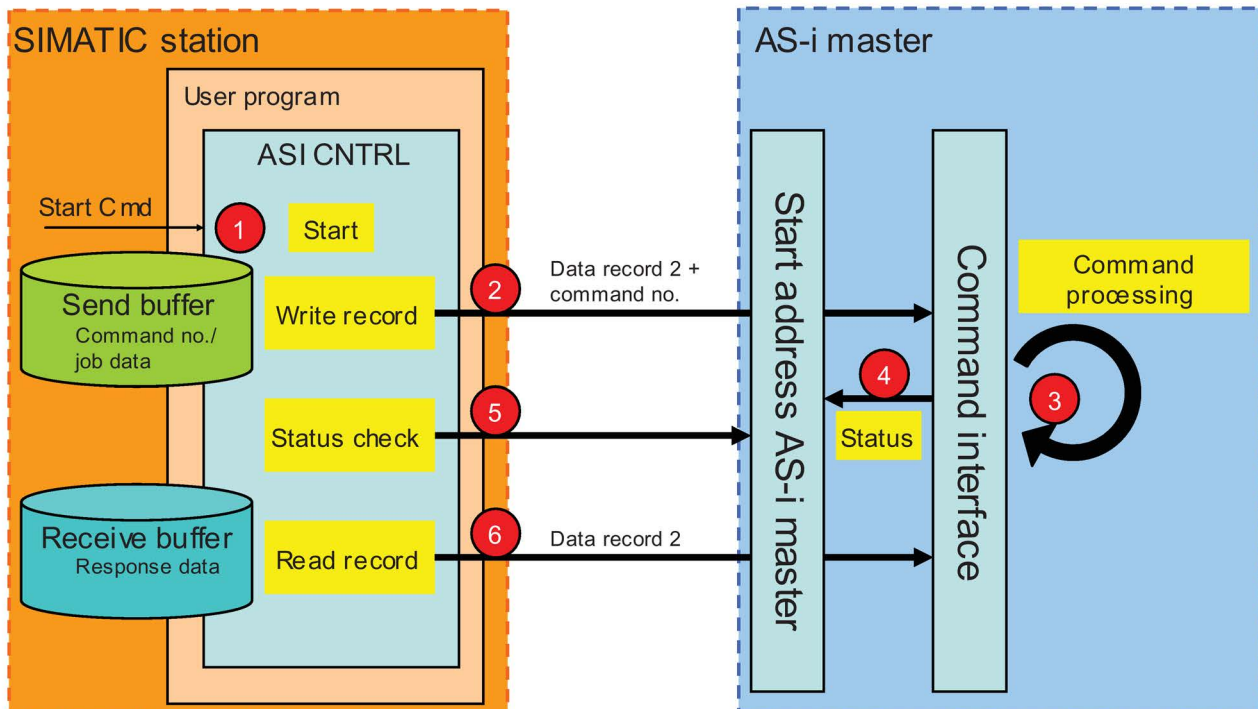 SIMATIC station
User program
ASI CNTRL
Start Cmd
1
Start
Send buffer
Command no./
job data
Write record
2
Data record 2 +
command no.
Status check
5
Receive buffer
Response data
Read record
6
Data record 2
AS-i master
Start address AS-i master
Command interface
Command
processing
4
Status
3